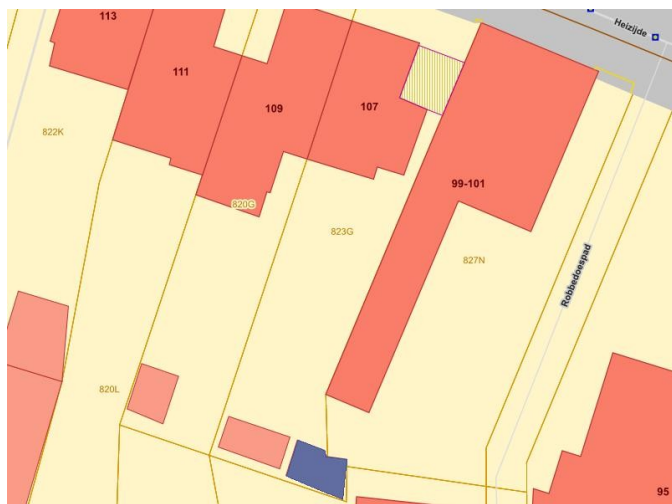 Heizijde
113
111
109
107
822K
99-101
820G
823G
827N
Robbedoespad
820L
95